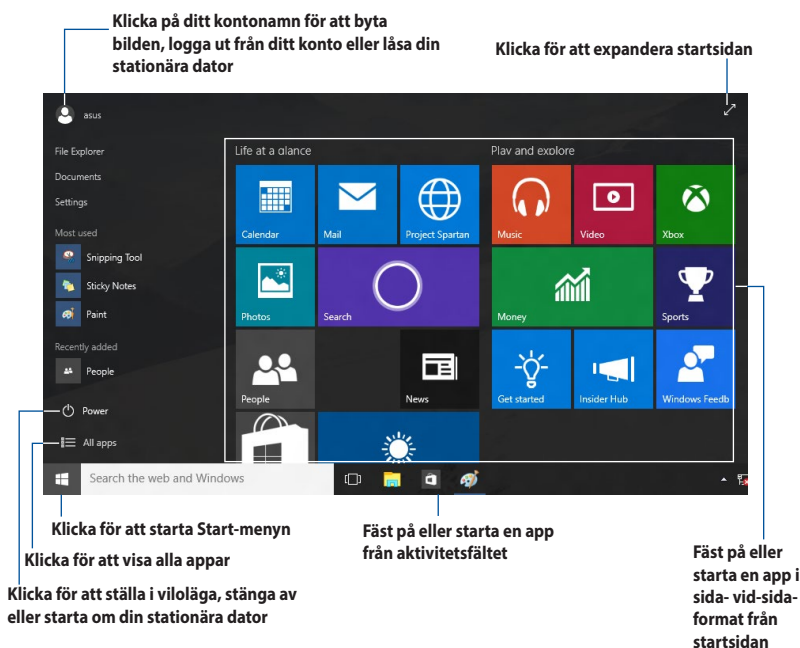 Klicka på ditt kontonamn för att byta
bilden, logga ut från ditt konto eller låsa din
stationära dator
Klicka för att expandera startsidan
asus
File Explorer
Documents
Settings
Most used
Snipping Tool
Sticky Notes
Paint
Recently added
People
Power
All apps
Life at a glance
Play and explore
Calendar
Mail
Project Spartan
Music
Video
Xbox
Photos
Search
Money
Sports
People
News
Get started
Insider Hub
Windows Feedb
Search the web and Windows
Klicka för att starta Start-menyn
Klicka för att visa alla appar
Klicka för att ställa i viloläga, stänga av
eller starta om din stationära dator
Fäst på eller starta en app
från aktivitetsfältet
Fäst på eller
starta en app i
sida- vid-sida-
format från
startsidan